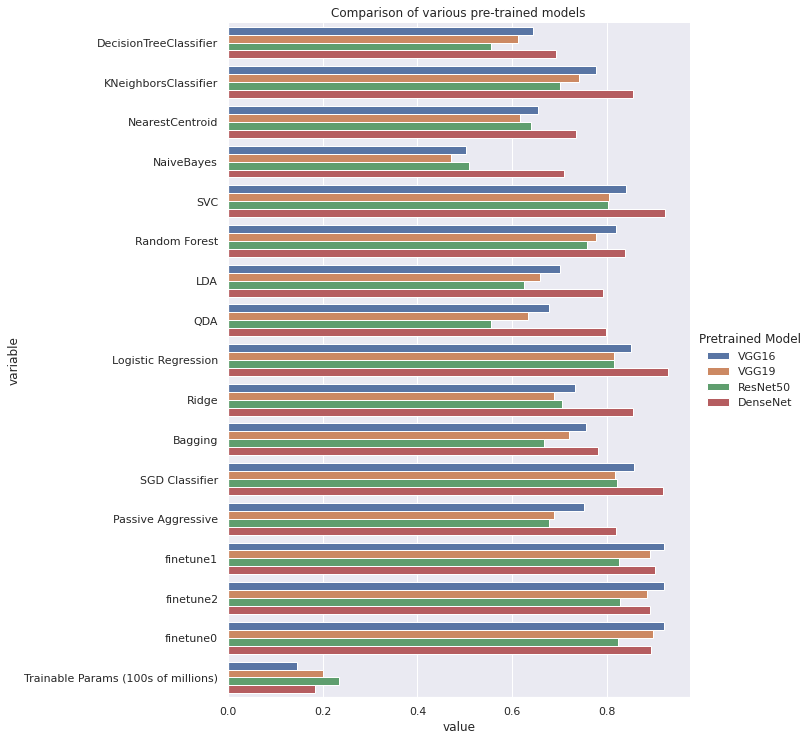 Comparison of various pre-trained models
DecisionTreeClassifier
KNeighborsClassifier
NearestCentroid
NaiveBayes
SVC
Random Forest
LDA
QDA
Logistic Regression
Ridge
Bagging
SGD Classifier
Passive Aggressive
finetune1
finetune2
finetune0
Trainable Params (100s of millions)
variable
0.0 0.2 0.4 0.6 0.8
value
Pretrained Model
VGG16
VGG19
ResNet50
DenseNet